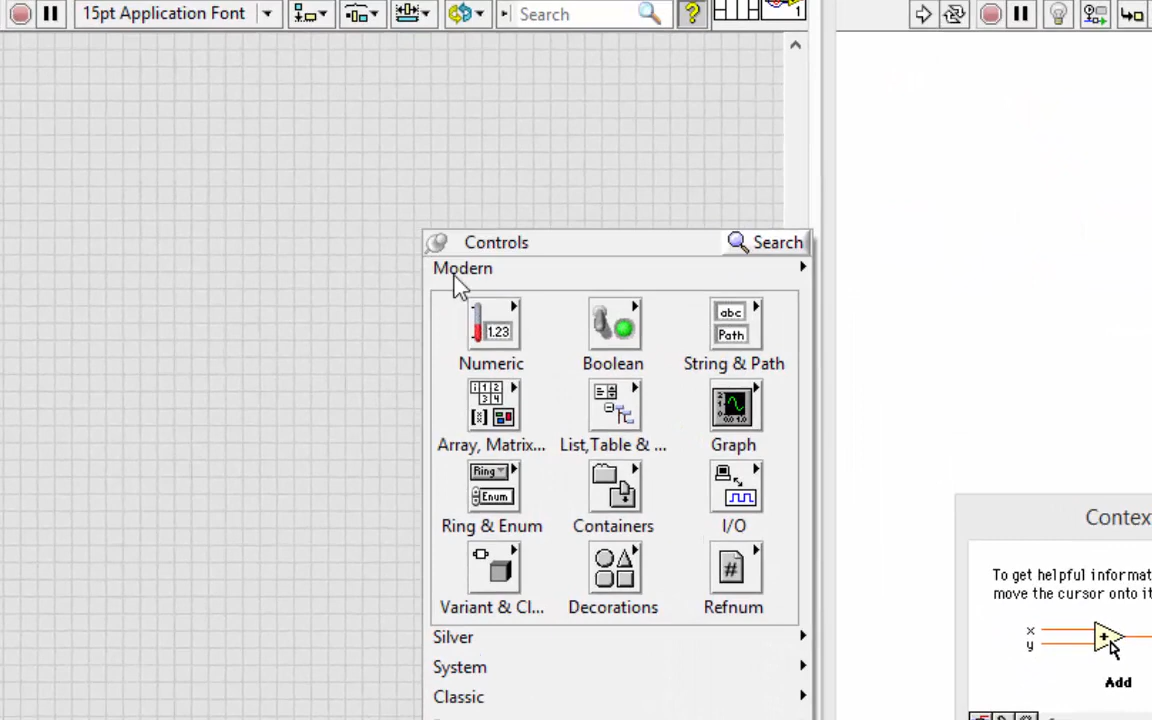 15pt Application Font
Search
?
1
Controls
Search
Modern
1.23
abc
Path
Numeric
Boolean
String & Path
Array, Matrix...
List,Table & ...
Graph
Ring
Enum
Ring & Enum
Containers
I/O
#
Variant & Cl...
Decorations
Refnum
Silver
System
Classic
Contex
To get helpful informat
move the cursor onto it
x
y
+
Add